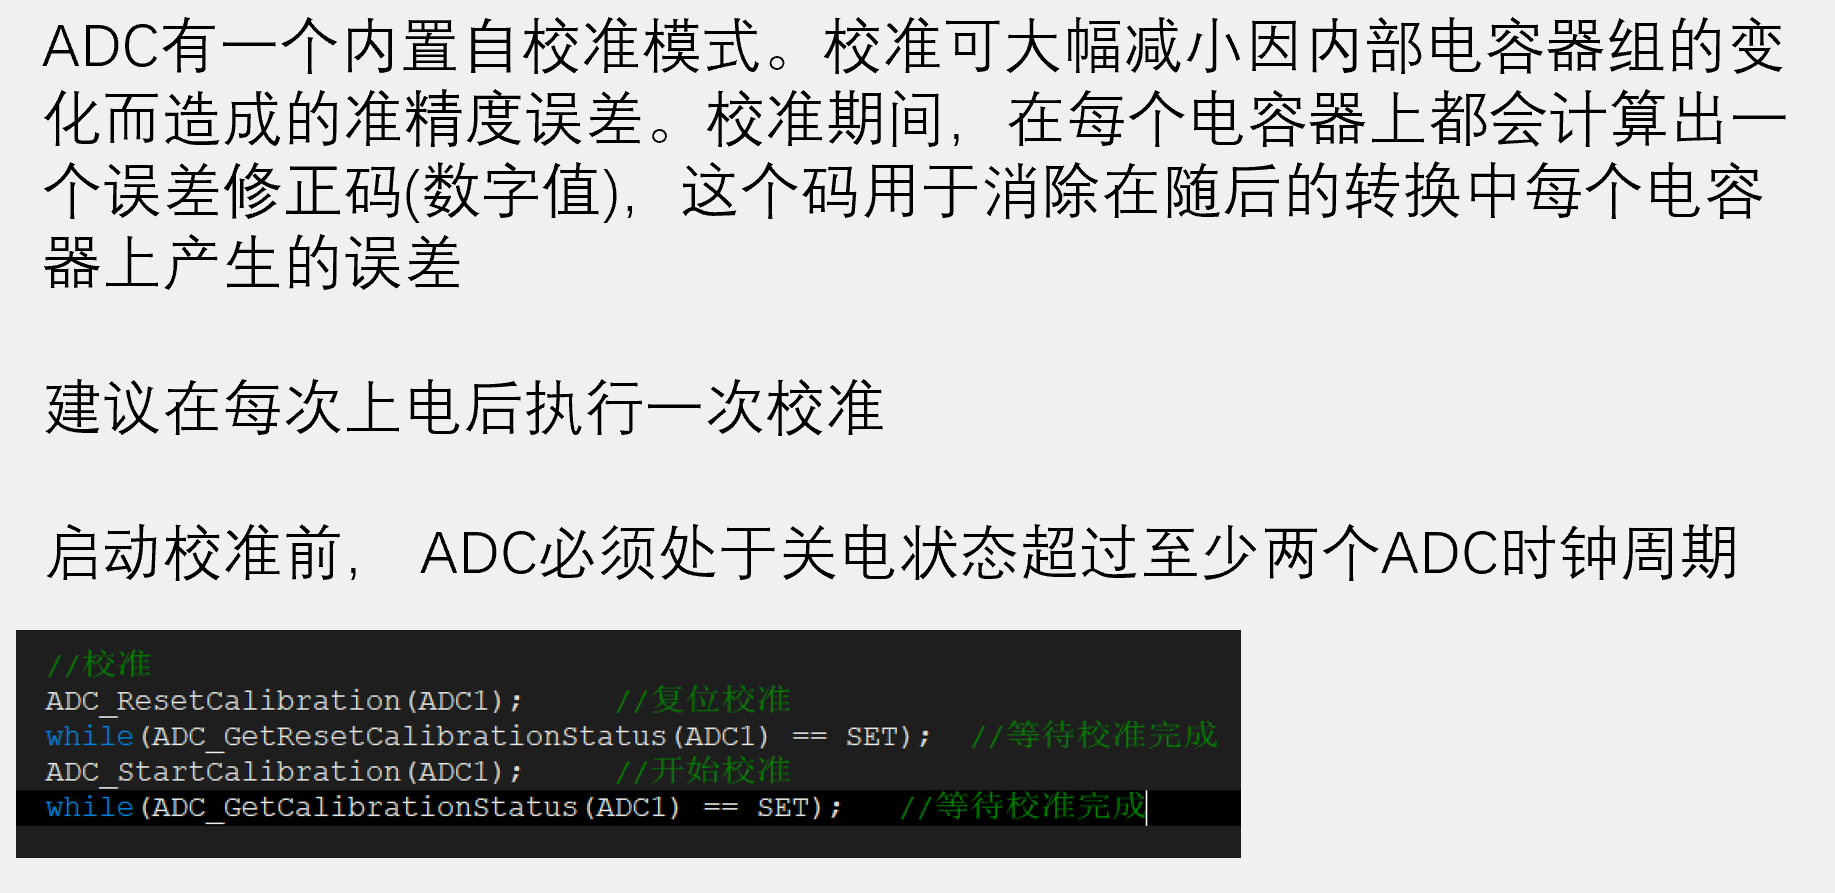 ADC有一个内置自校准模式。校准可大幅减小因内部电容器组的变
化而造成的准精度误差。校准期间，在每个电容器上都会计算出一
个误差修正码(数字值)，这个码用于消除在随后的转换中每个电容
器上产生的误差
建议在每次上电后执行一次校准
启动校准前， ADC必须处于关电状态超过至少两个ADC时钟周期
//校准
ADC_ResetCalibration(ADC1);     //复位校准
while(ADC_GetResetCalibrationStatus(ADC1) == SET);  //等待校准完成
ADC_StartCalibration(ADC1);     //开始校准
while(ADC_GetCalibrationStatus(ADC1) == SET);   //等待校准完成